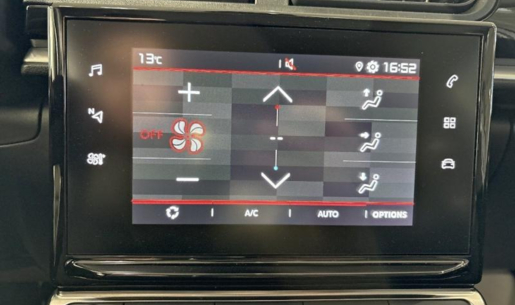 13°C 16:52
N
OFF
--
A/C AUTO OPTIONS